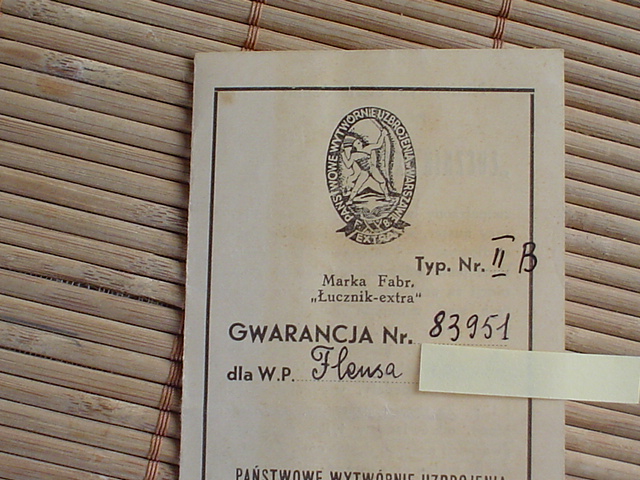 PAŃSTWOWE WYTWÓRNIE UZBROJENIA WARSZAWA
EXTRA
Typ. Nr. II B
Marka Fabr.
„Łucznik-extra"
GWARANCJA Nr. 83951
dla W.P. Flensa
PAŃSTWOWE WYTWÓRNIE UZBROJENIA